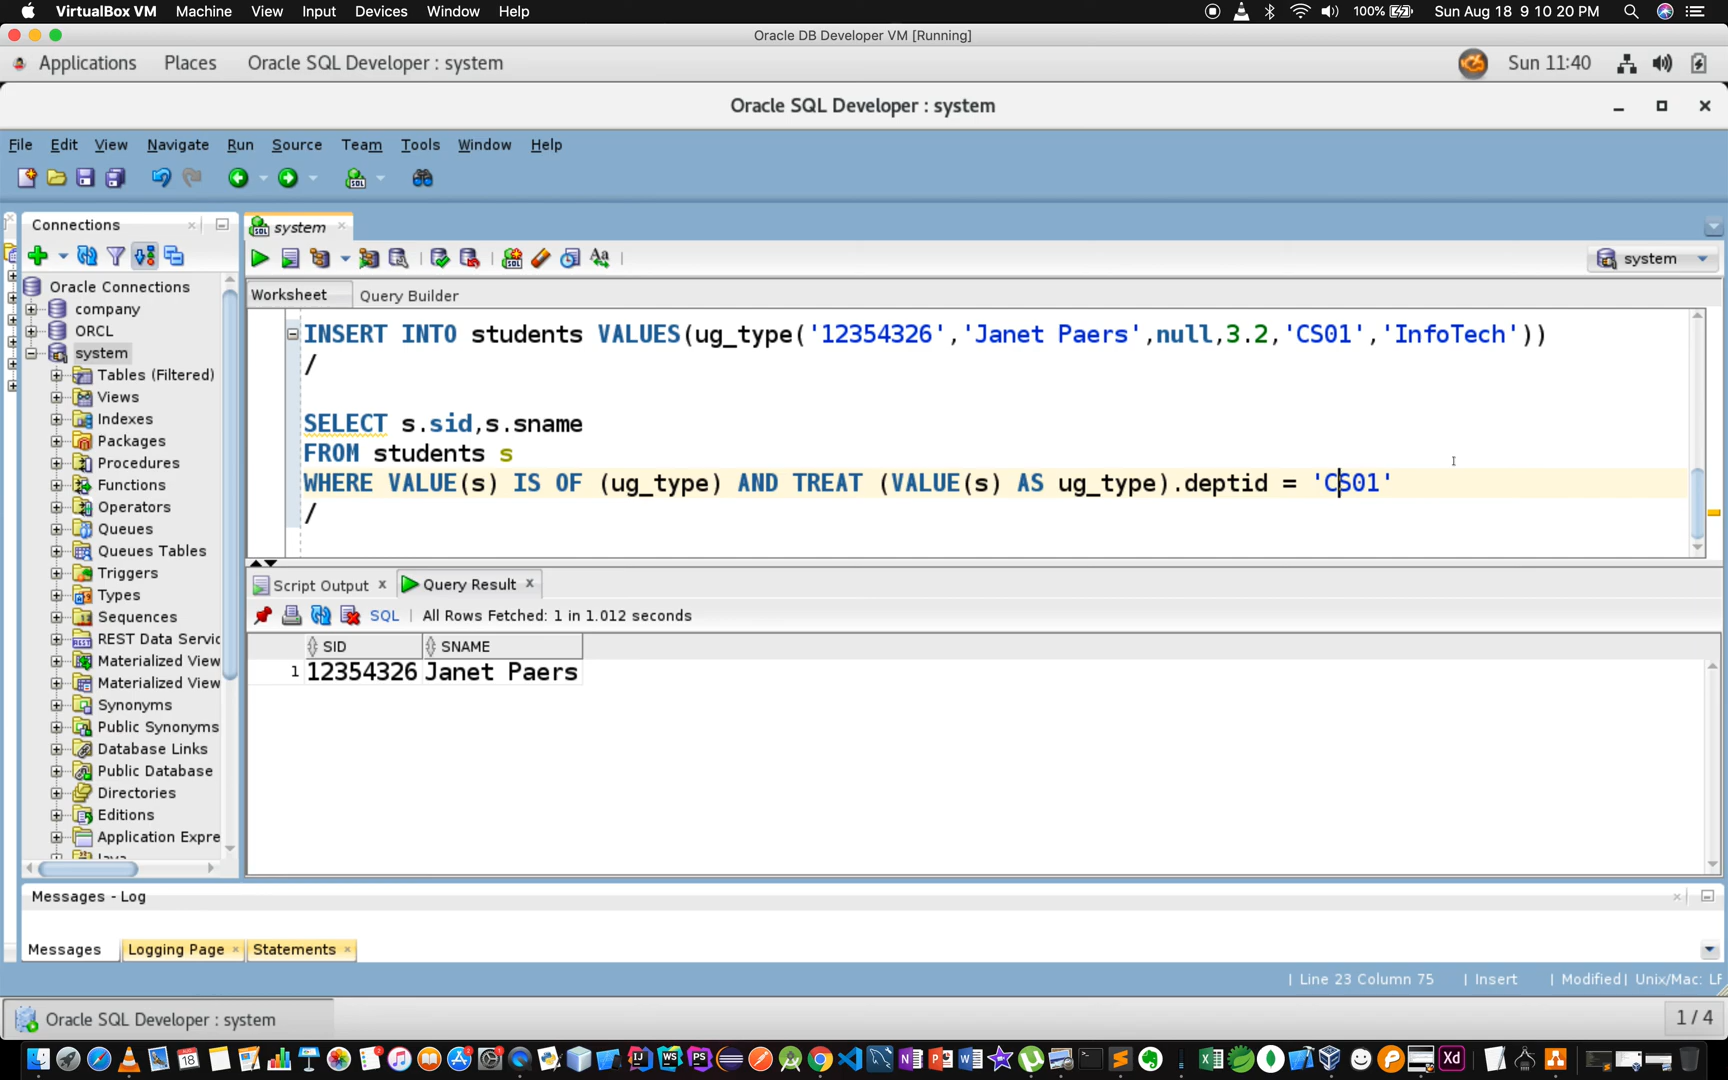 VirtualBox VM Machine View Input Devices Window Help 100% Sun Aug 18 9 10 20 PM
Oracle DB Developer VM [Running]
Applications Places Oracle SQL Developer : system Sun 11:40
Oracle SQL Developer : system
File Edit View Navigate Run Source Team Tools Window Help
Connections
system
system
Worksheet Query Builder
Oracle Connections
company
ORCL
system
Tables (Filtered)
Views
Indexes
Packages
Procedures
Functions
Operators
Queues
Queues Tables
Triggers
Types
Sequences
REST Data Servic
Materialized View
Materialized View
Synonyms
Public Synonyms
Database Links
Public Database
Directories
Editions
Application Expre
INSERT INTO students VALUES(ug_type('12354326','Janet Paers',null,3.2,'CS01','InfoTech'))
/
SELECT s.sid,s.sname
FROM students s
WHERE VALUE(s) IS OF (ug_type) AND TREAT (VALUE(s) AS ug_type).deptid = 'CS01'
/
Script Output Query Result
SQL All Rows Fetched: 1 in 1.012 seconds
SID SNAME
1 12354326 Janet Paers
Messages - Log
Messages Logging Page Statements
Line 23 Column 75 Insert Modified Unix/Mac: LF
Oracle SQL Developer : system 1 / 4